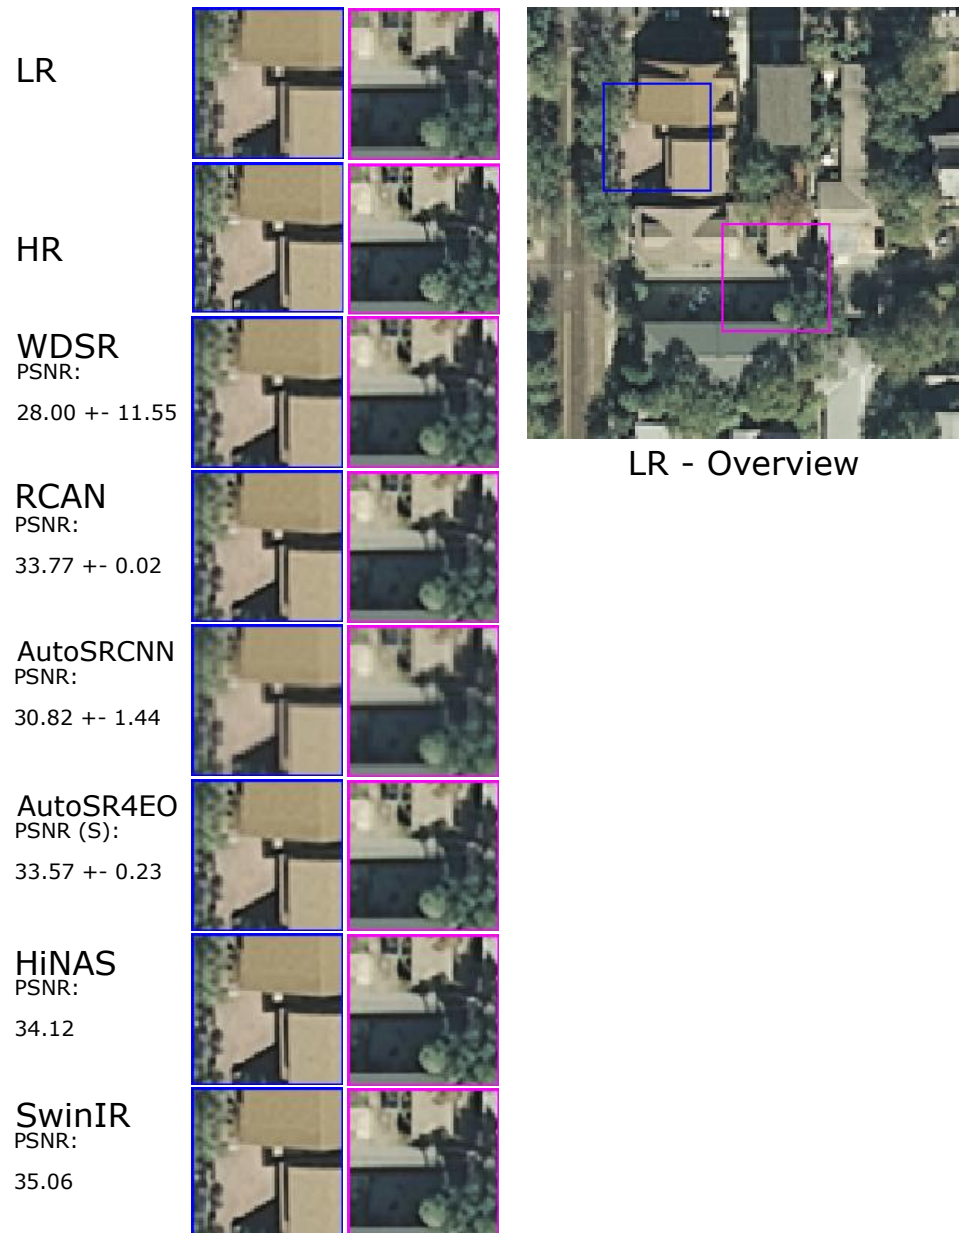 LR
HR
WDSR
PSNR:
28.00 +- 11.55
RCAN
PSNR:
33.77 +- 0.02
AutoSRCNN
PSNR:
30.82 +- 1.44
AutoSR4EO
PSNR (S):
33.57 +- 0.23
HiNAS
PSNR:
34.12
SwinIR
PSNR:
35.06
LR - Overview